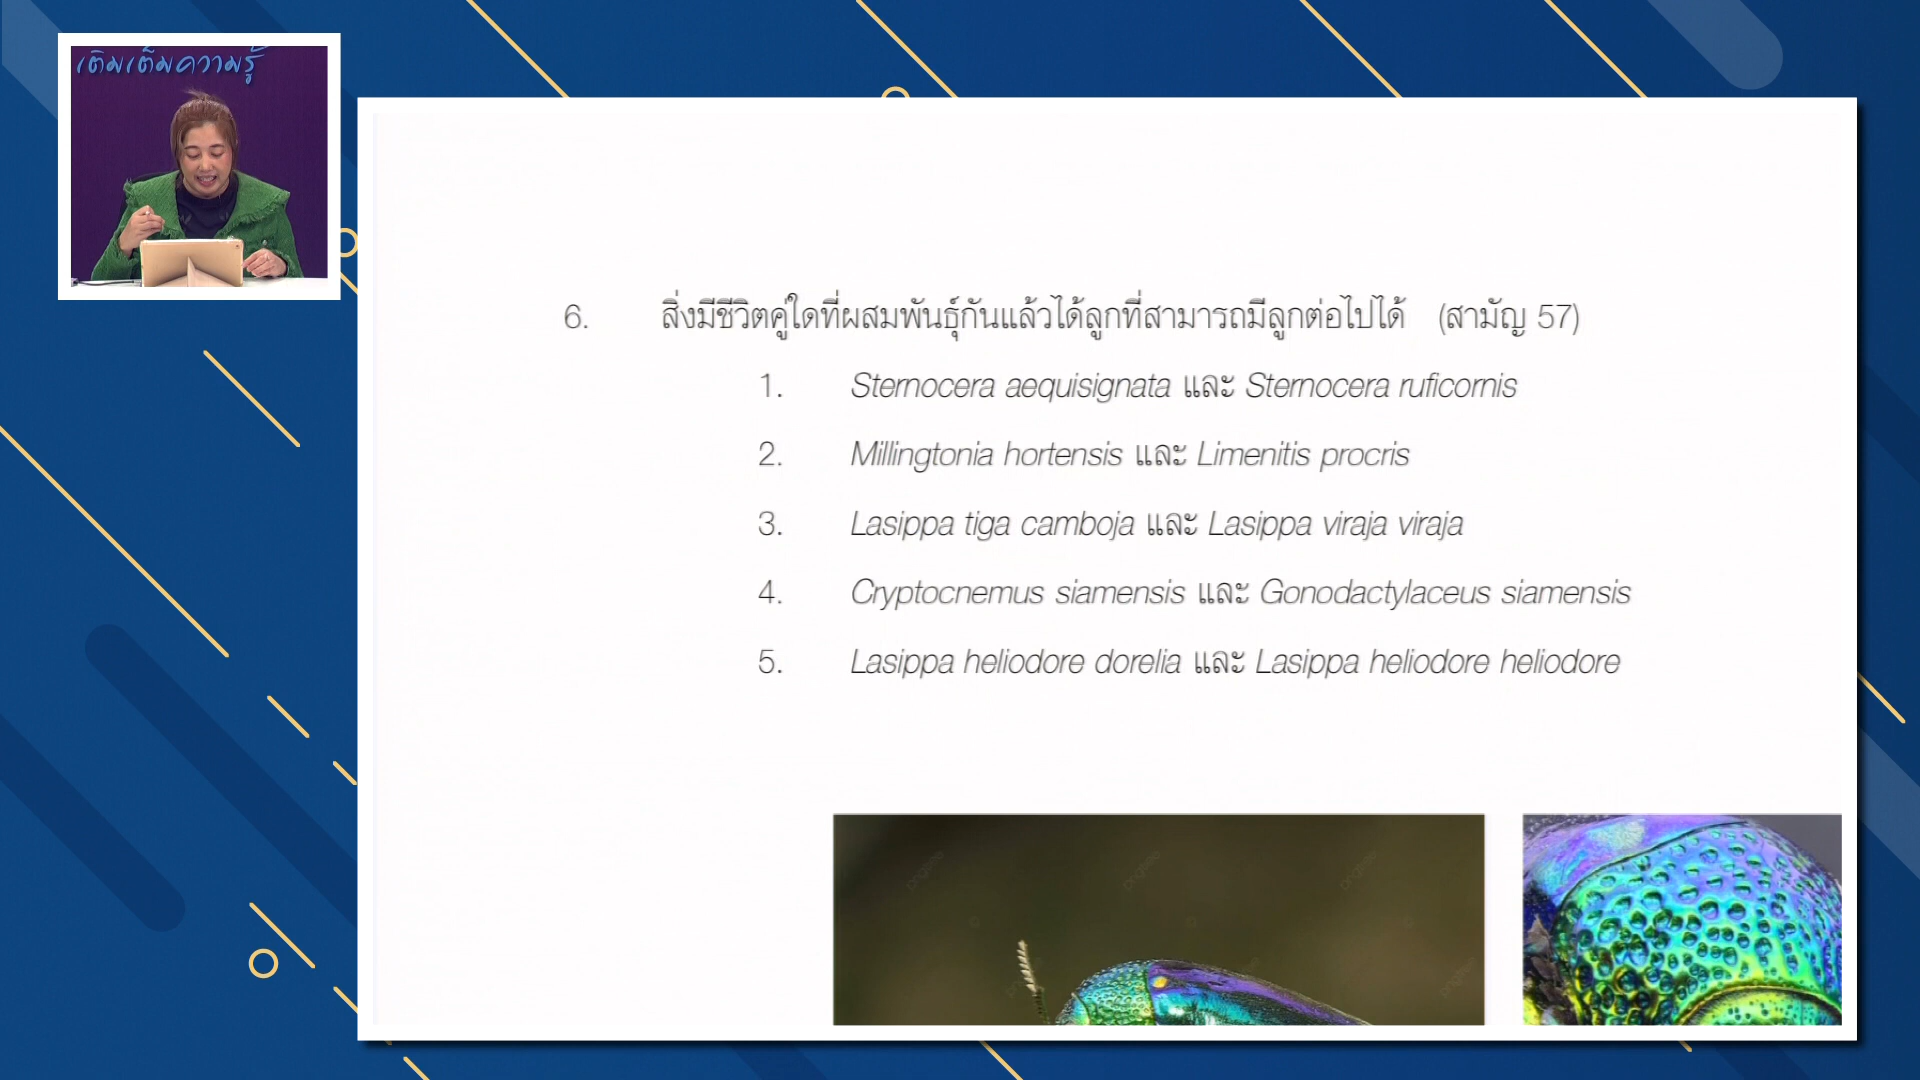 เติมเต็มความรู้
6. สิ่งมีชีวิตคู่ใดที่ผสมพันธุ์กันแล้วได้ลูกที่สามารถมีลูกต่อไปได้ (สามัญ 57)
1. Sternocera aequisignata และ Sternocera ruficornis
2. Millingtonia hortensis และ Limenitis procris
3. Lasippa tiga camboja และ Lasippa viraja viraja
4. Cryptocnemus siamensis และ Gonodactylaceus siamensis
5. Lasippa heliodore dorelia และ Lasippa heliodore heliodore
pngtree pngtree pngtree